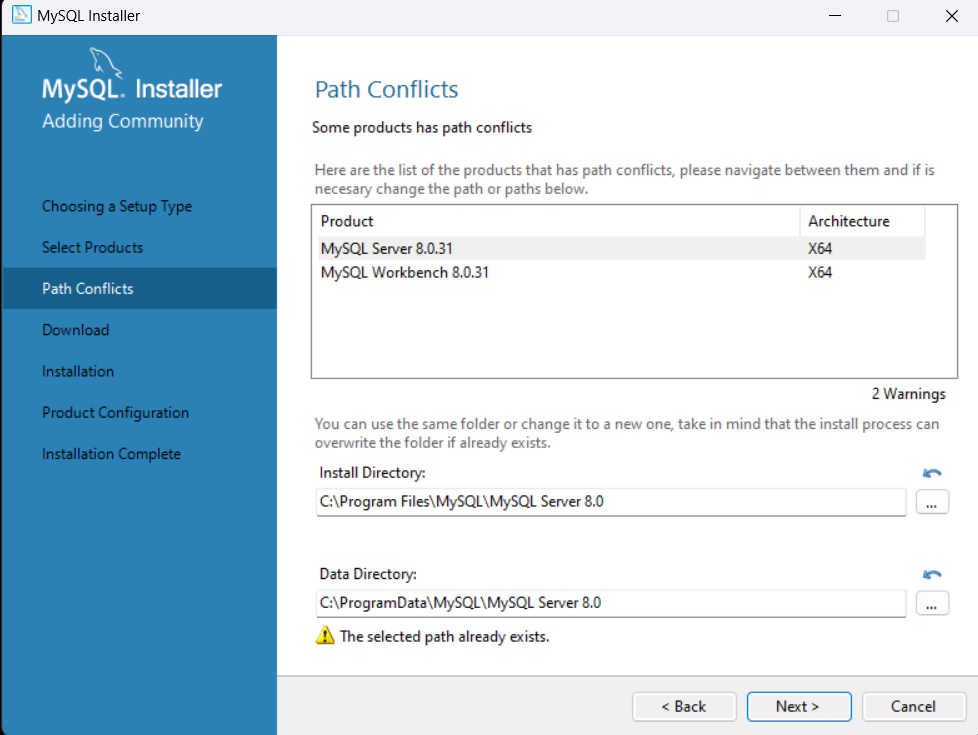 MySQL Installer
MySQL. Installer
Adding Community
Choosing a Setup Type
Select Products
Path Conflicts
Download
Installation
Product Configuration
Installation Complete
Path Conflicts
Some products has path conflicts
Here are the list of the products that has path conflicts, please navigate between them and if is
necesary change the path or paths below.
Product Architecture
MySQL Server 8.0.31 X64
MySQL Workbench 8.0.31 X64
2 Warnings
You can use the same folder or change it to a new one, take in mind that the install process can
overwrite the folder if already exists.
Install Directory:
C:\Program Files\MySQL\MySQL Server 8.0
...
Data Directory:
C:\ProgramData\MySQL\MySQL Server 8.0
...
The selected path already exists.
< Back Next > Cancel